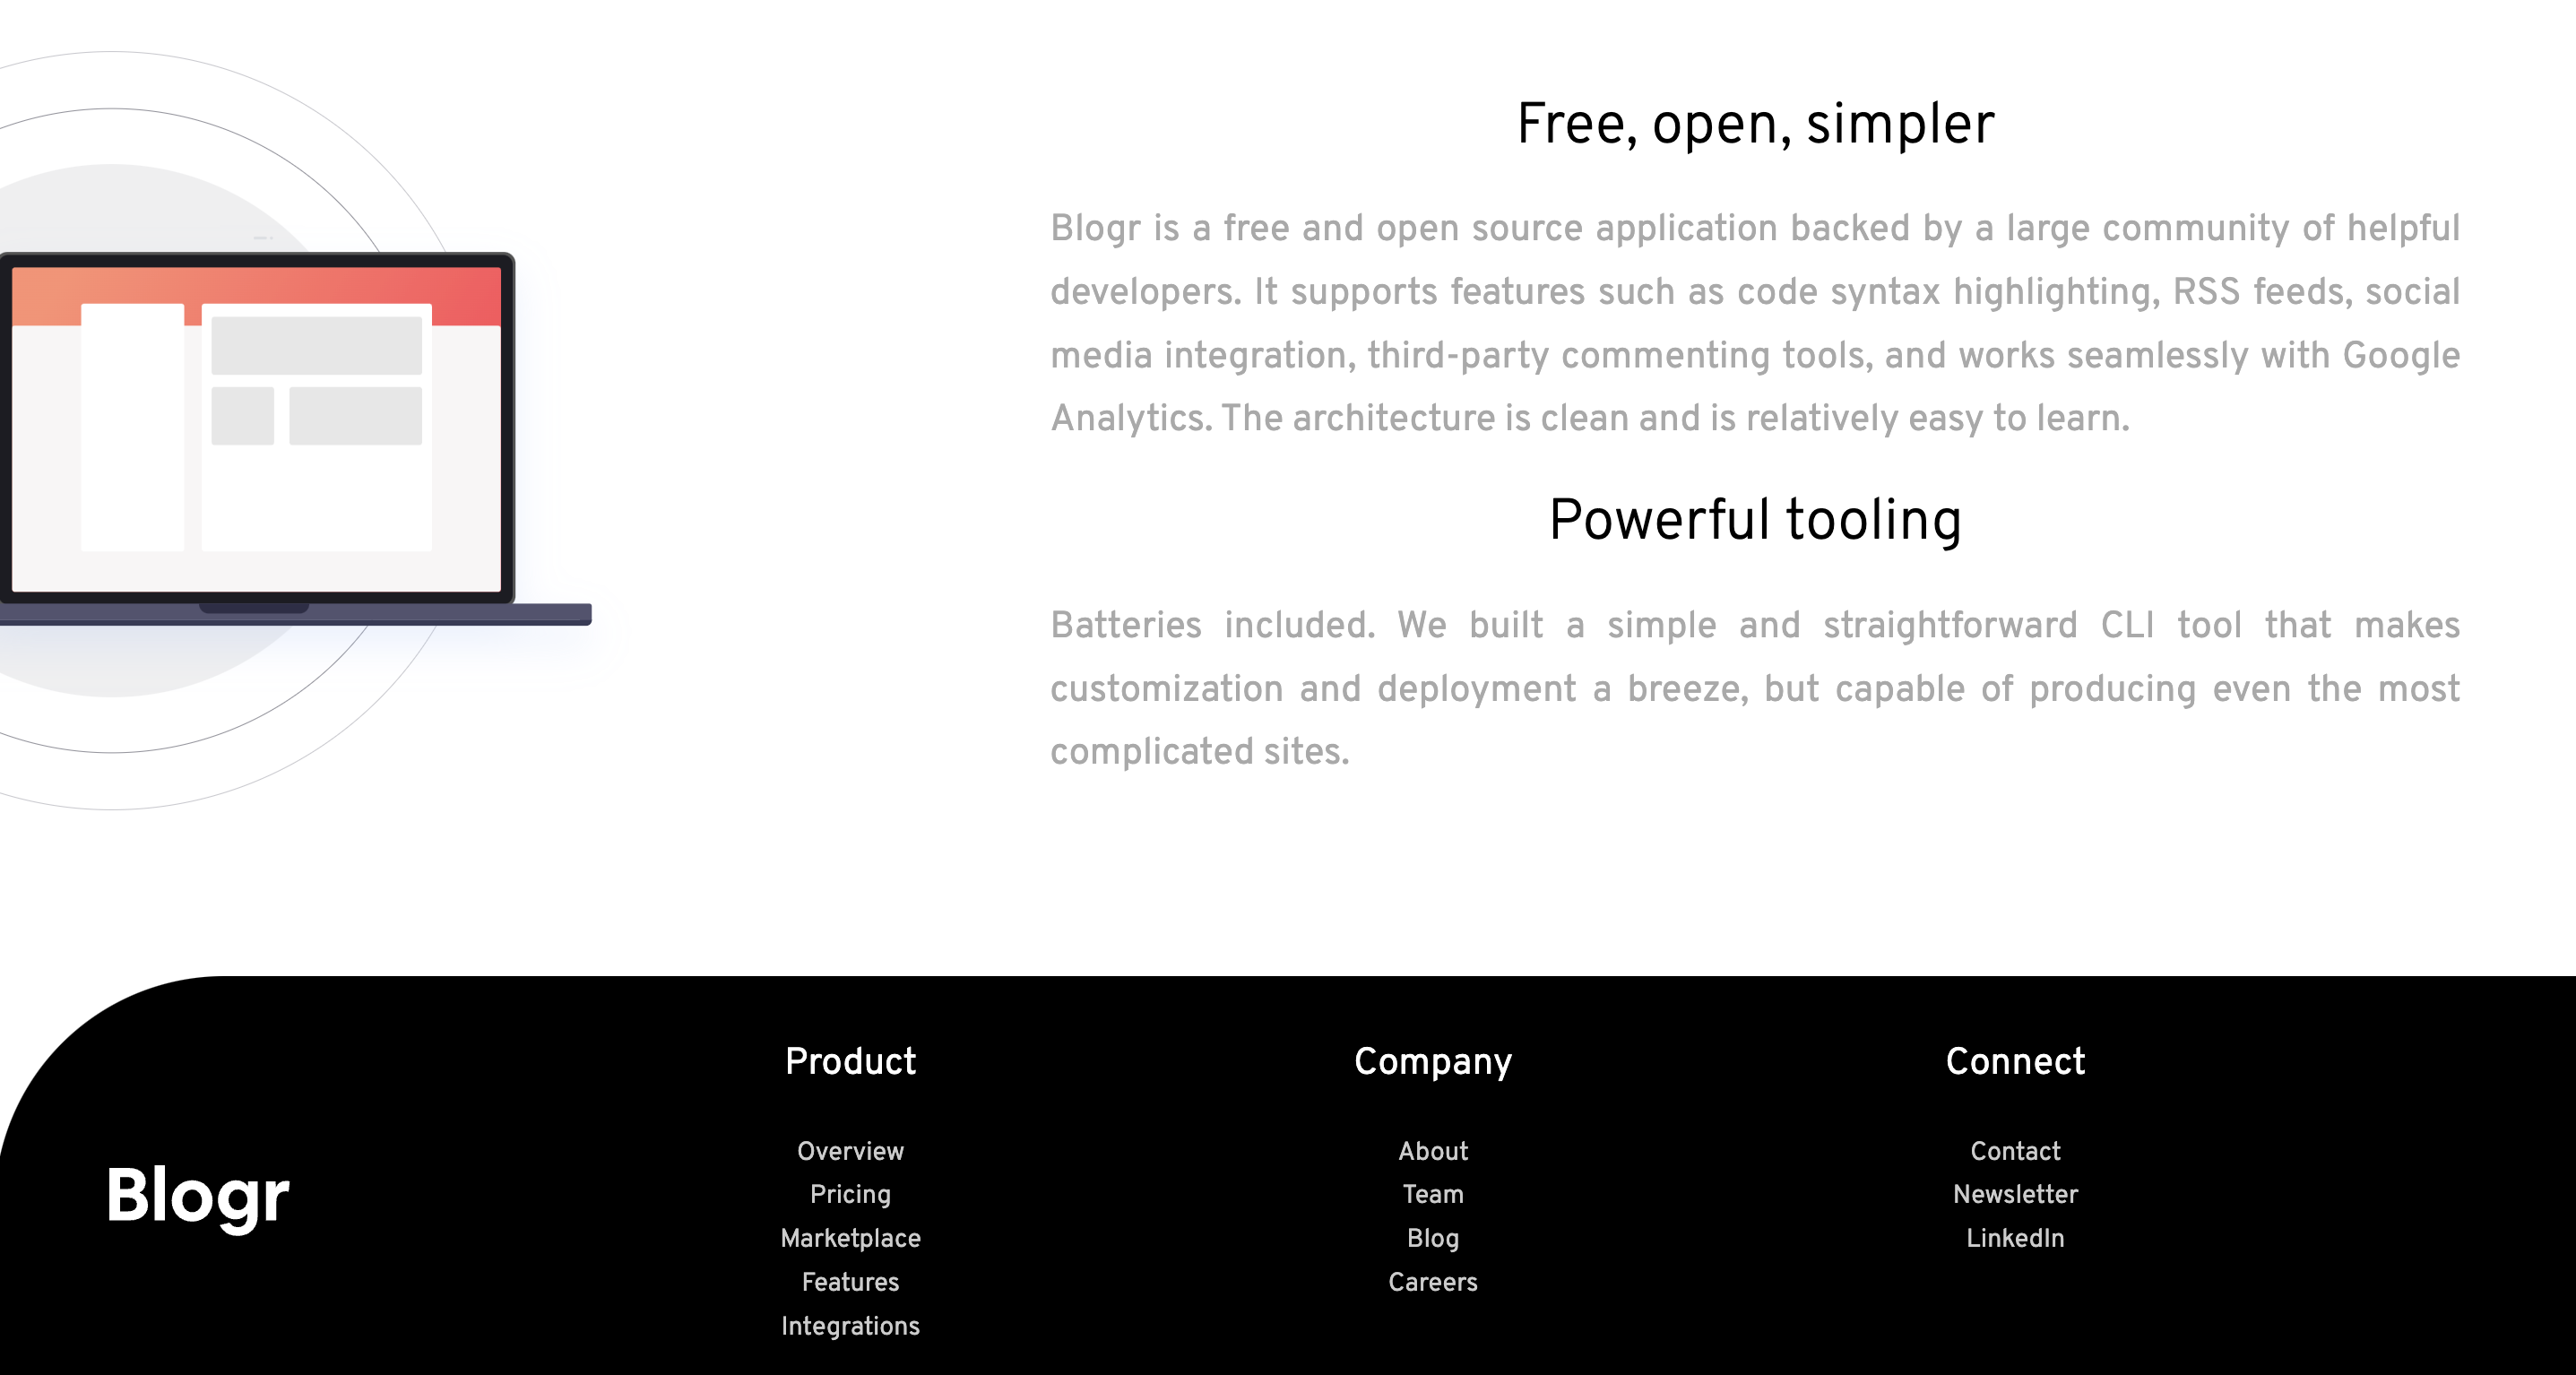 Free, open, simpler
Blogr is a free and open source application backed by a large community of helpful
developers. It supports features such as code syntax highlighting, RSS feeds, social
media integration, third-party commenting tools, and works seamlessly with Google
Analytics. The architecture is clean and is relatively easy to learn.
Powerful tooling
Batteries included. We built a simple and straightforward CLI tool that makes
customization and deployment a breeze, but capable of producing even the most
complicated sites.
Blogr
Product
Overview
Pricing
Marketplace
Features
Integrations
Company
About
Team
Blog
Careers
Connect
Contact
Newsletter
LinkedIn